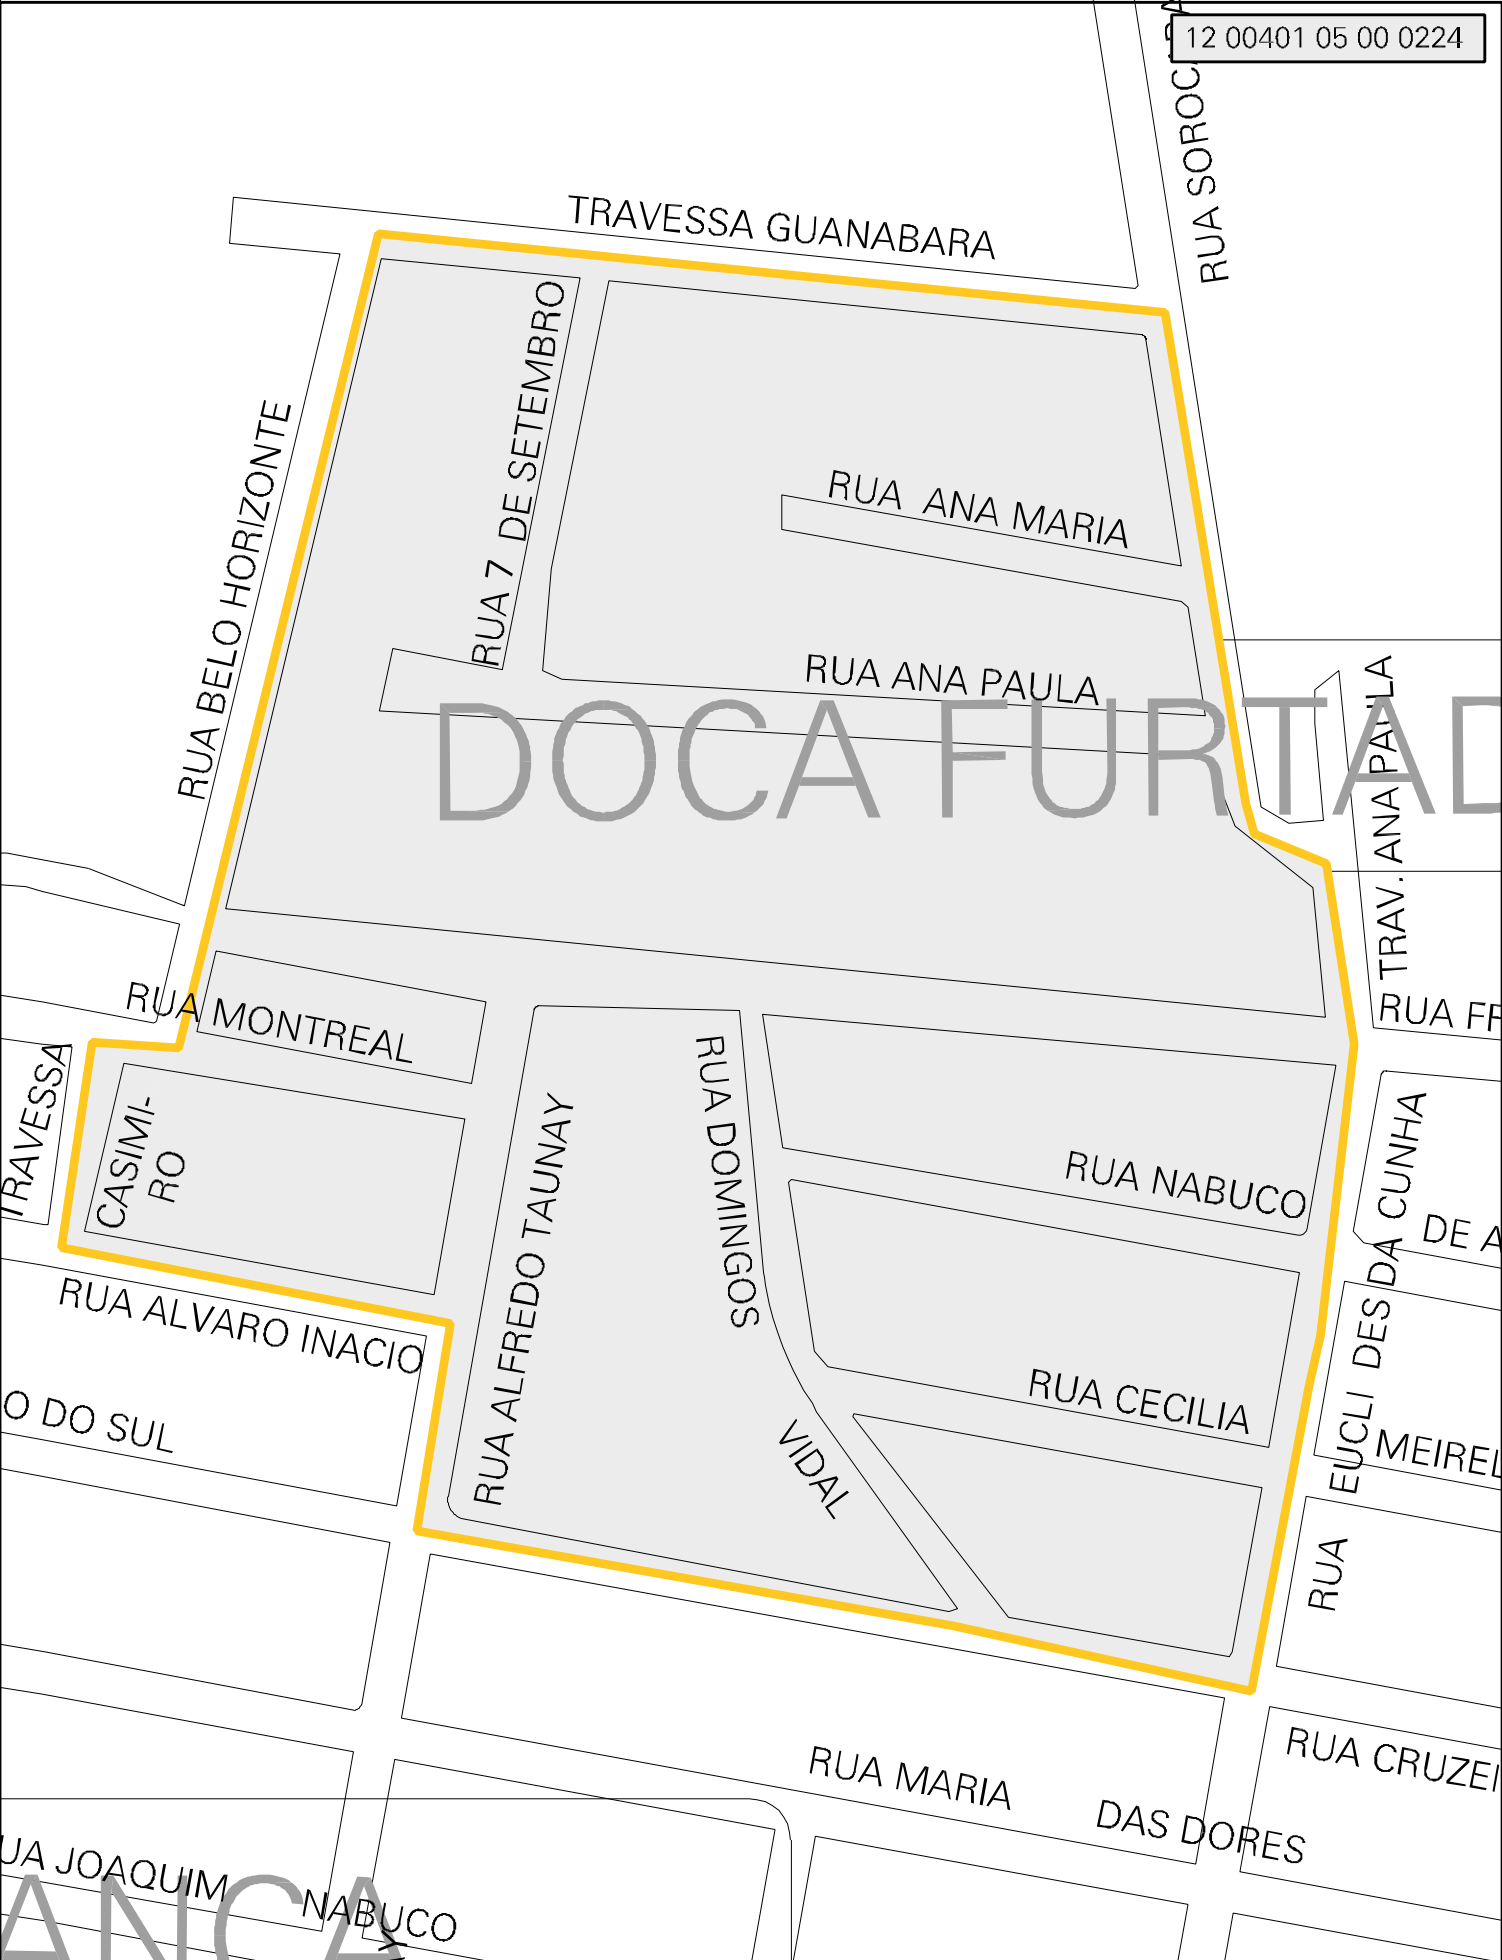 12 00401 05 00 0224
TRAVESSA GUANABARA
RUA 7 DE SETEMBRO
RUA ANA MARIA
RUA BELO HORIZONTE
RUA ANA PAULA
DOCA FURTAD
TRAV. ANA PAULA
RUA MONTREAL
RUA FR
TRAVESSA
CASIMI-
RO
RUA ALFREDO TAUNAY
RUA DOMINGOS
VIDAL
RUA NABUCO
DE A
RUA EUCLI DES DA CUNHA
RUA ALVARO INACIO
RUA CECILIA
O DO SUL
MEIREL
RUA MARIA DAS DORES
RUA CRUZEI
UA JOAQUIM NABUCO
ANCA
Y